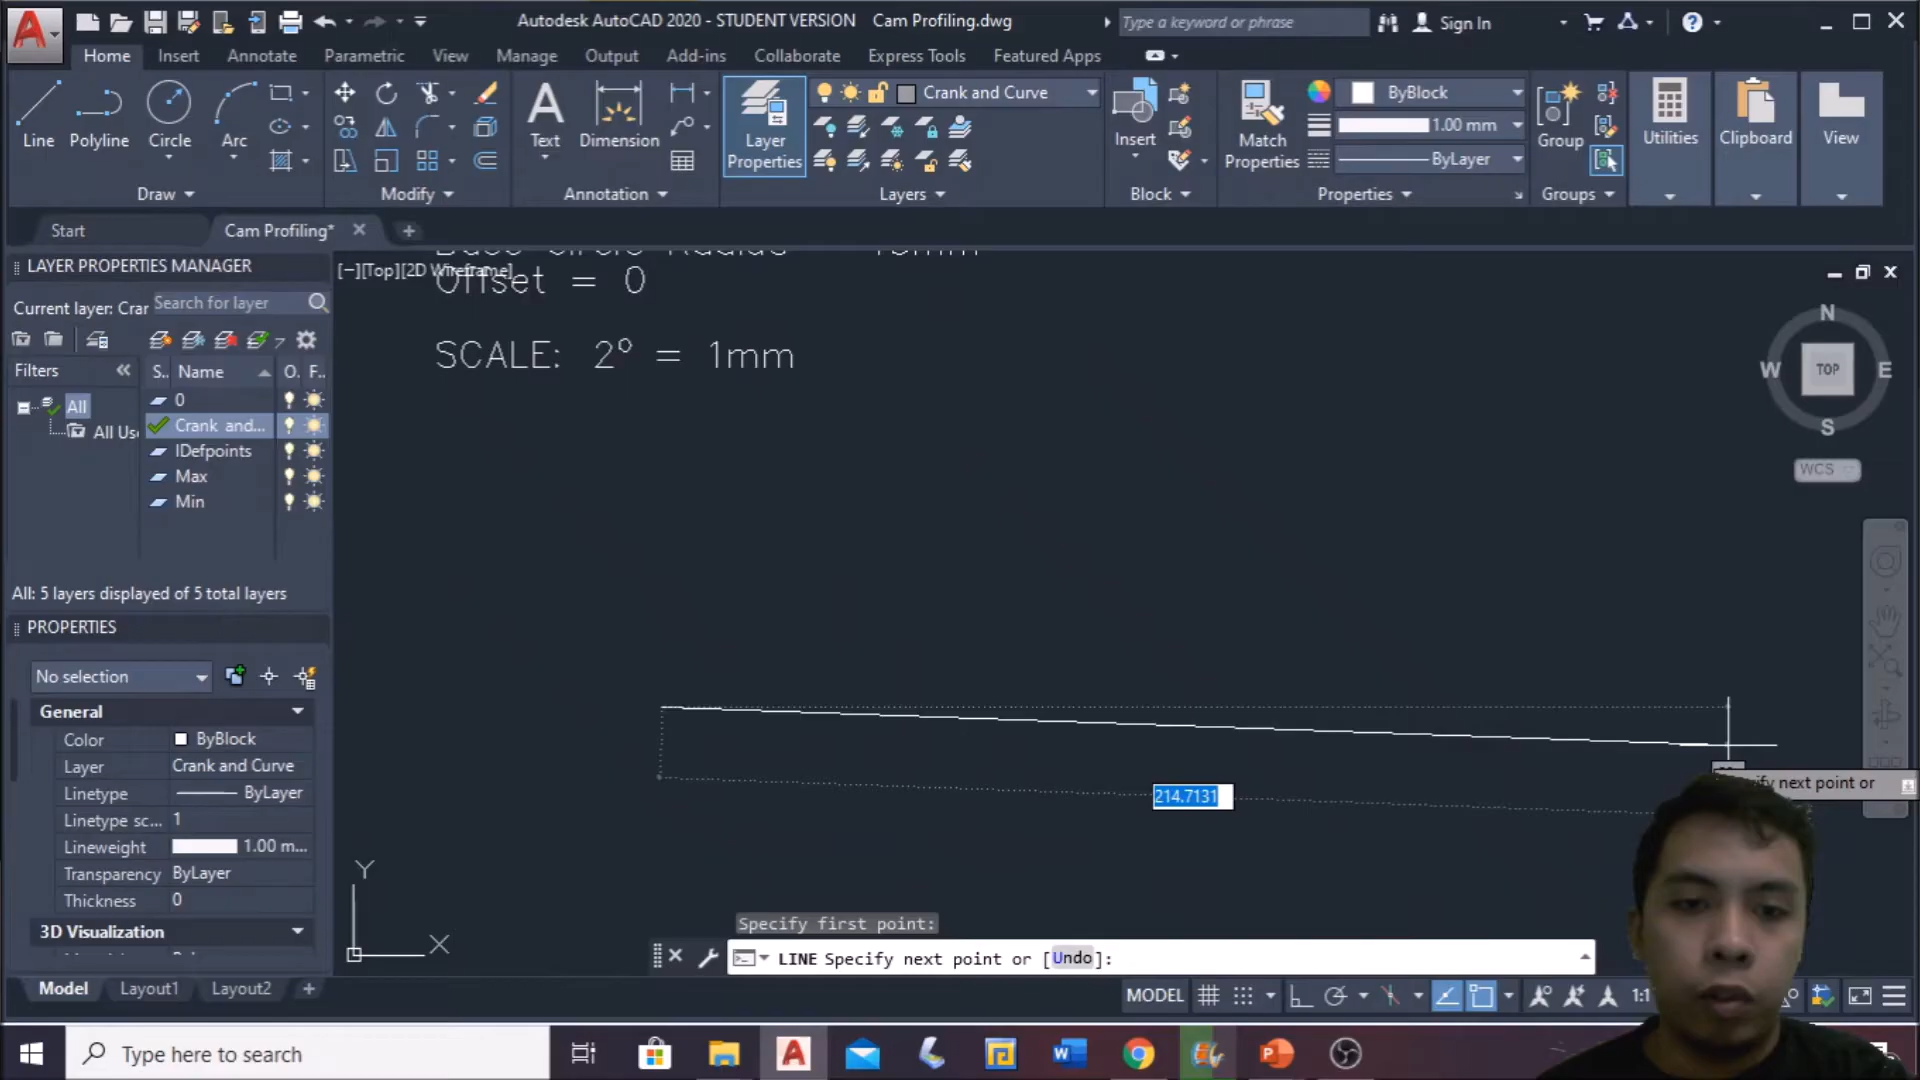 Autodesk AutoCAD 2020 - STUDENT VERSION Cam Profiling.dwg
Type a keyword or phrase
Sign In
Home Insert Annotate Parametric View Manage Output Add-ins Collaborate Express Tools Featured Apps
Line Polyline Circle Arc
Text Dimension
Layer Properties
Crank and Curve
Insert
Match Properties
ByBlock
1.00 mm
ByLayer
Group
Utilities
Clipboard
View
Draw Modify Annotation Layers Block Properties Groups
Start
Cam Profiling*
LAYER PROPERTIES MANAGER
Current layer: Crar
Search for layer
Filters
S.. Name O. F..
All
All Us
0
Crank and...
!Defpoints
Max
Min
All: 5 layers displayed of 5 total layers
PROPERTIES
No selection
General
Color ByBlock
Layer Crank and Curve
Linetype ByLayer
Linetype sc... 1
Lineweight 1.00 m...
Transparency ByLayer
Thickness 0
3D Visualization
[−][Top][2D Wireframe]
Offset = 0
SCALE: 2° = 1mm
N
W TOP E
S
WCS
214.7131
next point or
Y
X
Specify first point:
LINE Specify next point or [Undo]:
Model Layout1 Layout2
MODEL
1:1
Type here to search